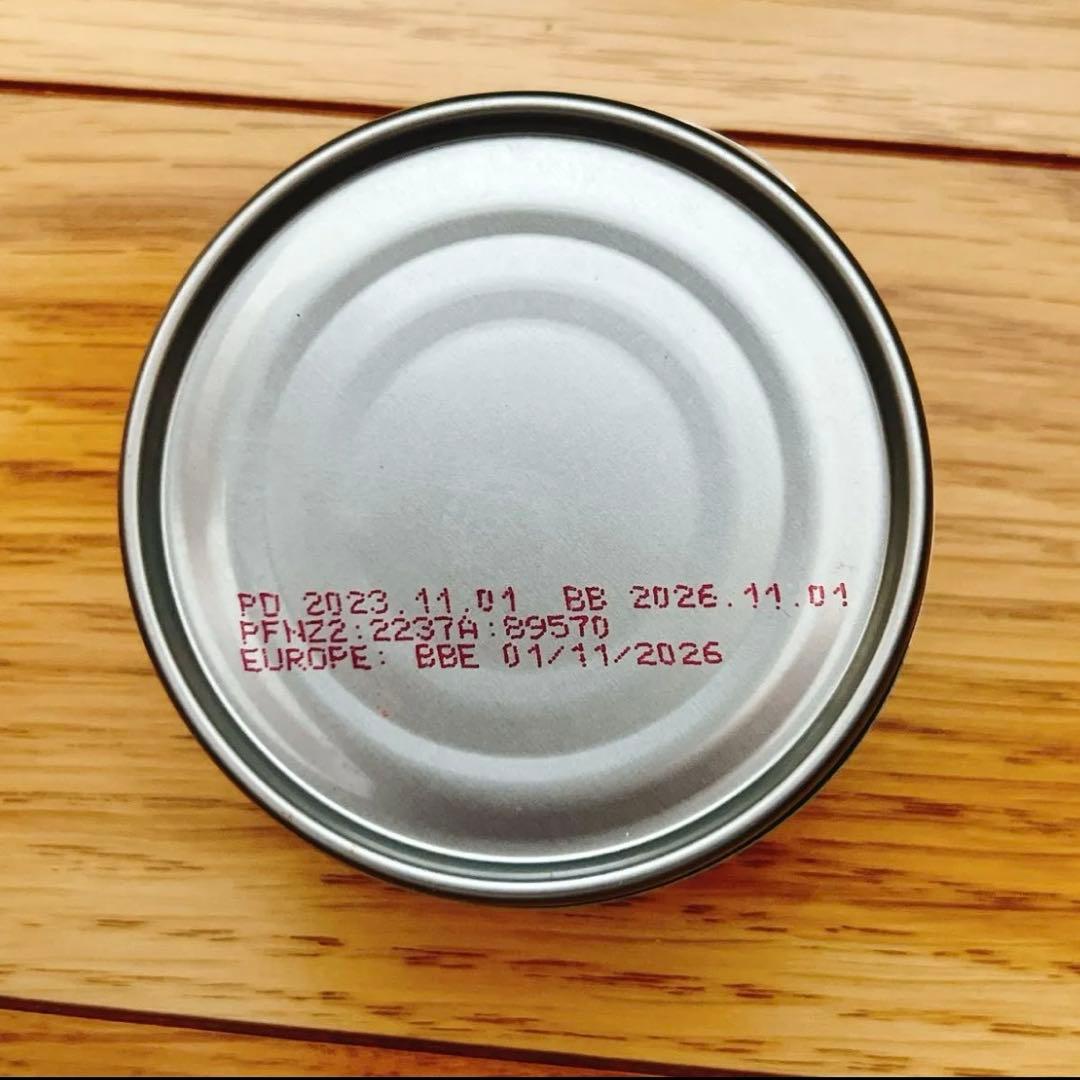 PD 2023.11.01 BB 2026.11.01
PFNZ2:2237A:89570
EUROPE: BBE 01/11/2026